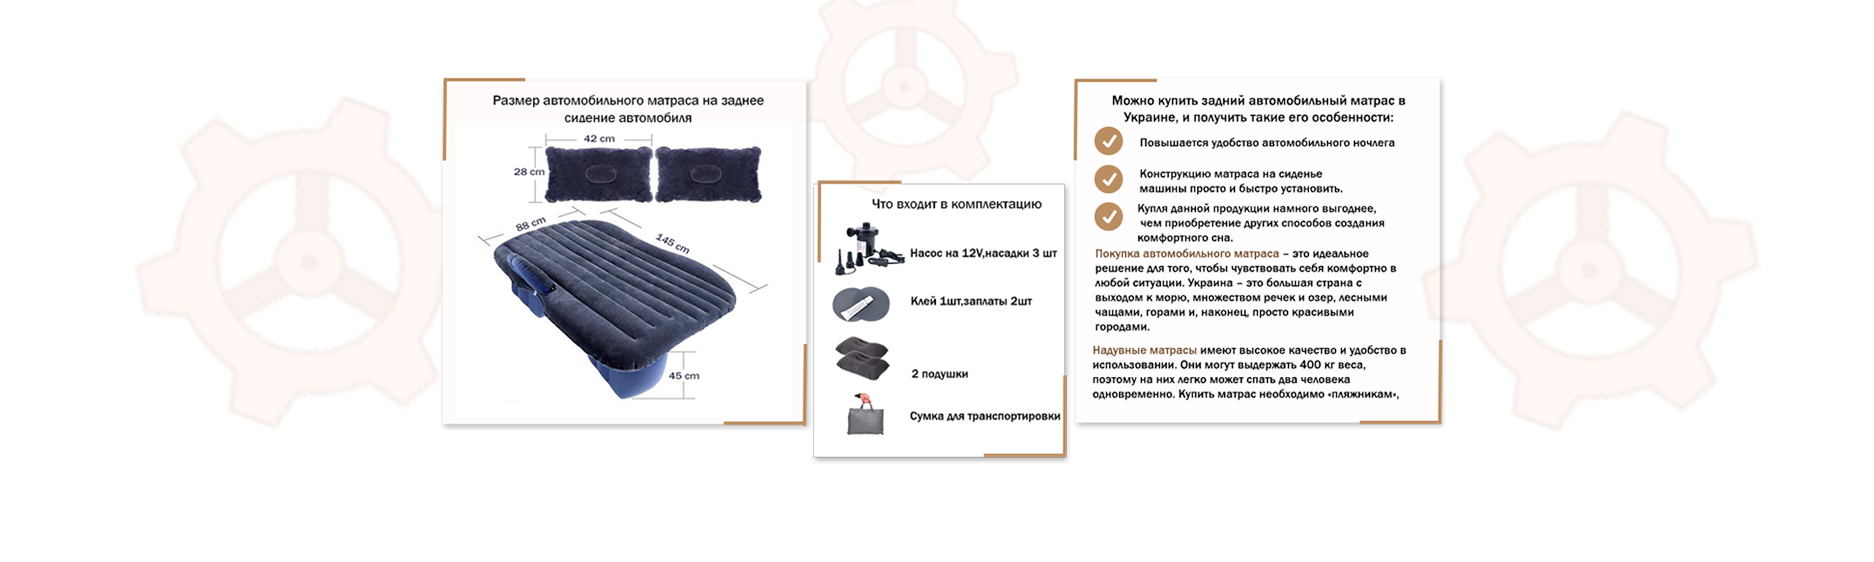 Размер автомобильного матраса на заднее
сидение автомобиля
42 cm
28 cm
88 cm
145 cm
45 cm
Что входит в комплектацию
Насос на 12V,насадки 3 шт
Клей 1шт,заплаты 2шт
2 подушки
Сумка для транспортировки
Можно купить задний автомобильный матрас в
Украине, и получить такие его особенности:
Повышается удобство автомобильного ночлега
Конструкцию матраса на сиденье
машины просто и быстро установить.
Купля данной продукции намного выгоднее,
чем приобретение других способов создания
комфортного сна.
Покупка автомобильного матраса – это идеальное
решение для того, чтобы чувствовать себя комфортно в
любой ситуации. Украина – это большая страна с
выходом к морю, множеством речек и озер, лесными
чащами, горами и, наконец, просто красивыми
городами.
Надувные матрасы имеют высокое качество и удобство в
использовании. Они могут выдержать 400 кг веса,
поэтому на них легко может спать два человека
одновременно. Купить матрас необходимо «пляжникам»,